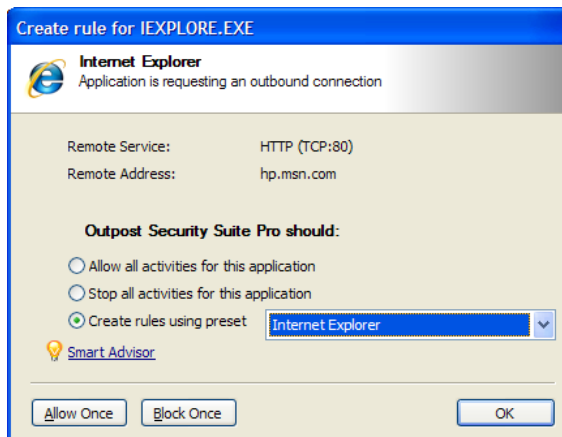 Create rule for IEXPLORE.EXE
Internet Explorer
Application is requesting an outbound connection
Remote Service: HTTP (TCP:80)
Remote Address: hp.msn.com
Outpost Security Suite Pro should:
Allow all activities for this application
Stop all activities for this application
Create rules using preset Internet Explorer
Smart Advisor
Allow Once Block Once OK